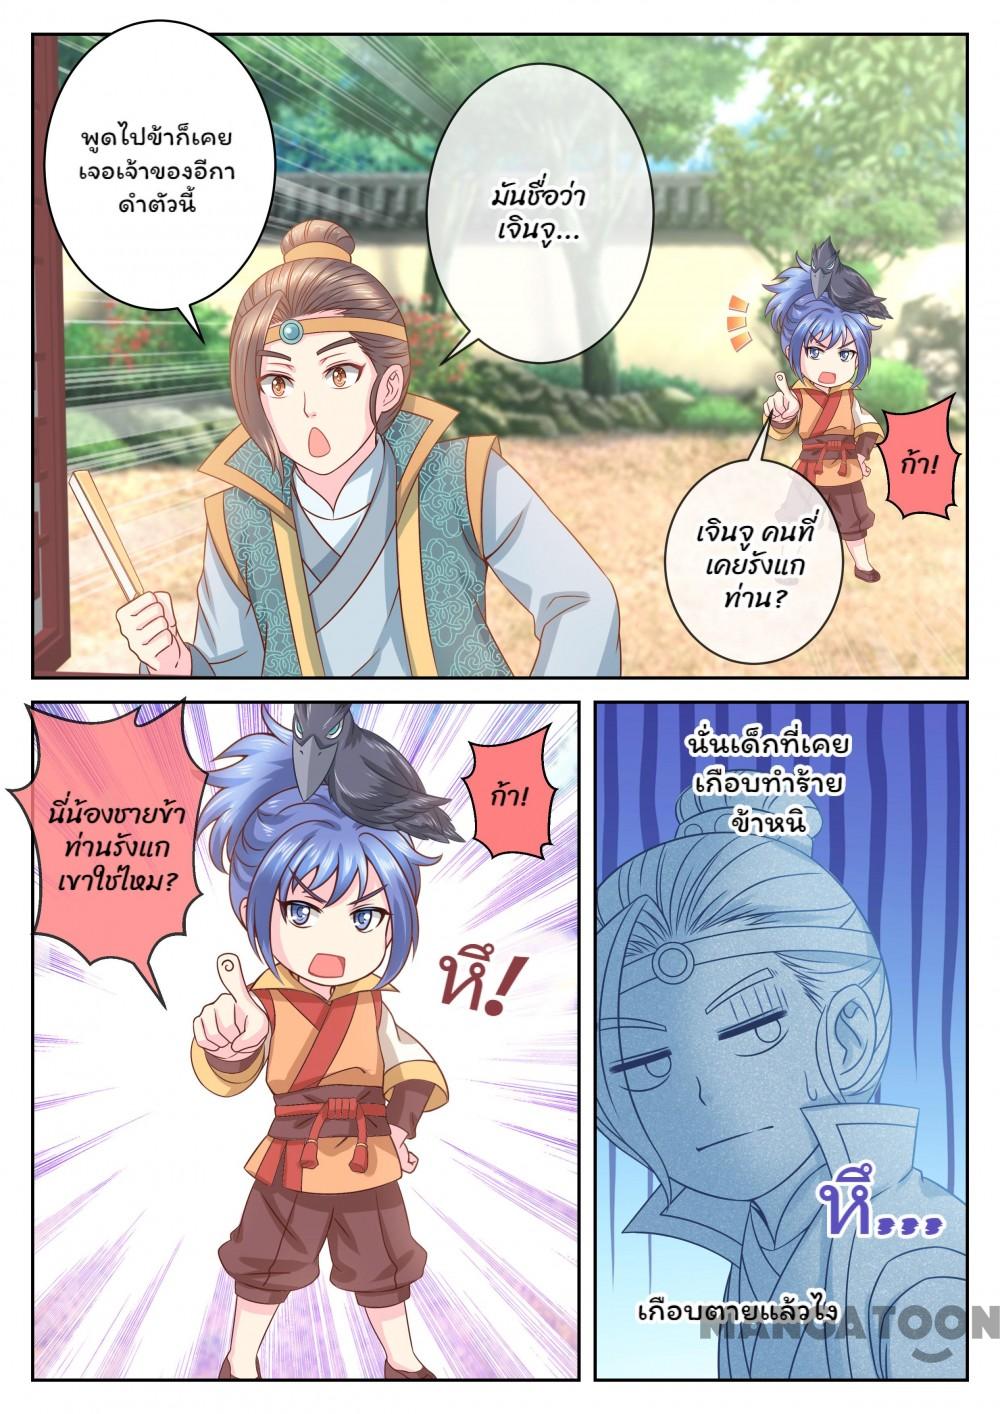 พูดไปข้าก็เคย
เจอเจ้าของอีกา
ดำตัวนี้
มันชื่อว่า
เจินจู...
เจินจู คนที่
เคยรังแก
ท่าน?
ก้า!
นี่น้องชายข้า
ท่านรังแก
เขาใช่ไหม?
ก้า!
หึ!
นั่นเด็กที่เคย
เกือบทำร้าย
ข้าหนิ
หึ...
เกือบตายแล้วไง
MANGATOON